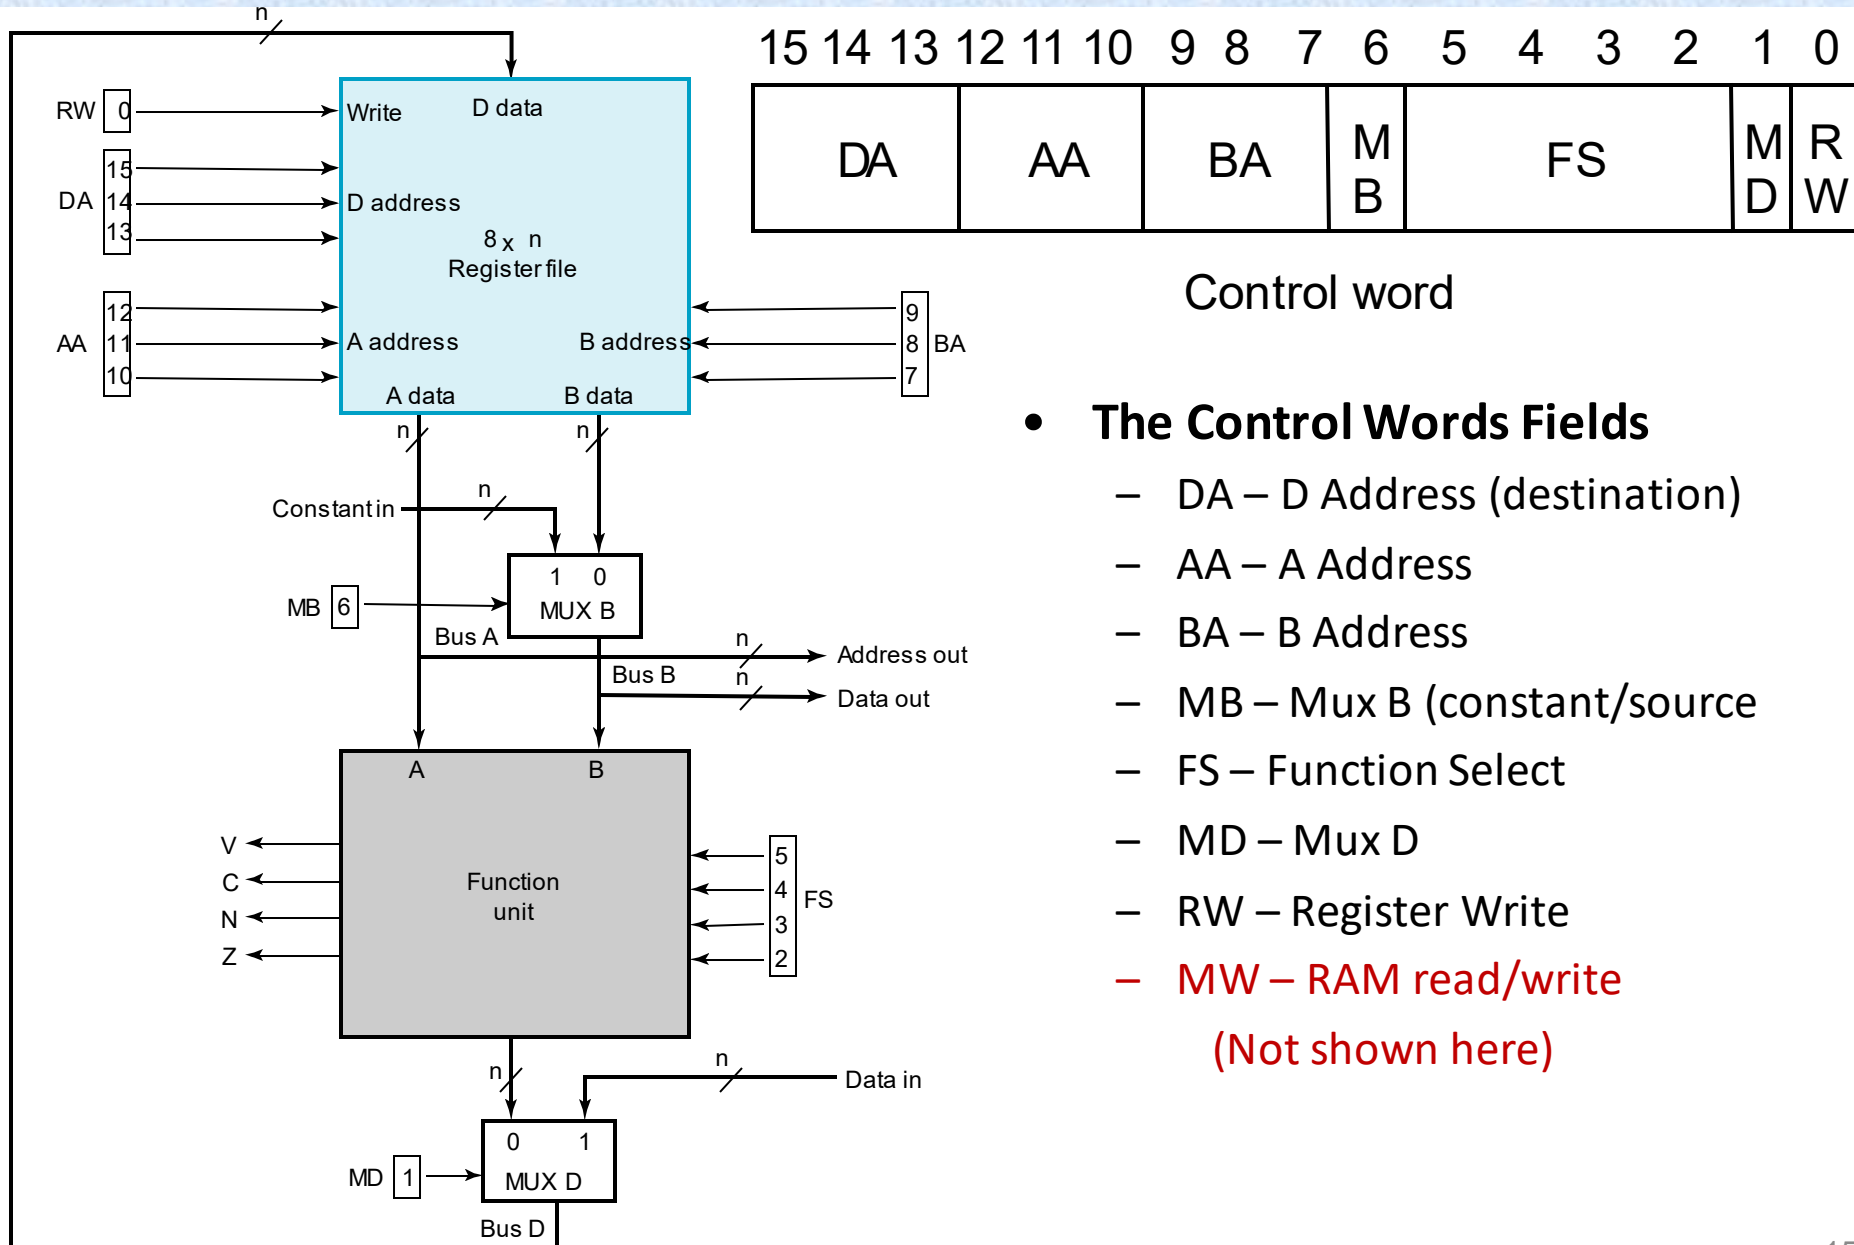 n
RW 0
Write
D data
15
DA 14
13
D address
8 x n
Register file
12
AA 11
10
A address
B address
9
8 BA
7
A data
B data
n
n
Constant in
n
1 0
MUX B
MB 6
Bus A
n
Address out
Bus B
n
Data out
A
B
V
C
N
Z
Function
unit
5
4
3
2
FS
n
n
Data in
0 1
MUX D
MD 1
Bus D
15 14 13 12 11 10 9 8 7 6 5 4 3 2 1 0
DA AA BA MB FS MD RW
Control word
• The Control Words Fields
– DA – D Address (destination)
– AA – A Address
– BA – B Address
– MB – Mux B (constant/source
– FS – Function Select
– MD – Mux D
– RW – Register Write
– MW – RAM read/write
(Not shown here)